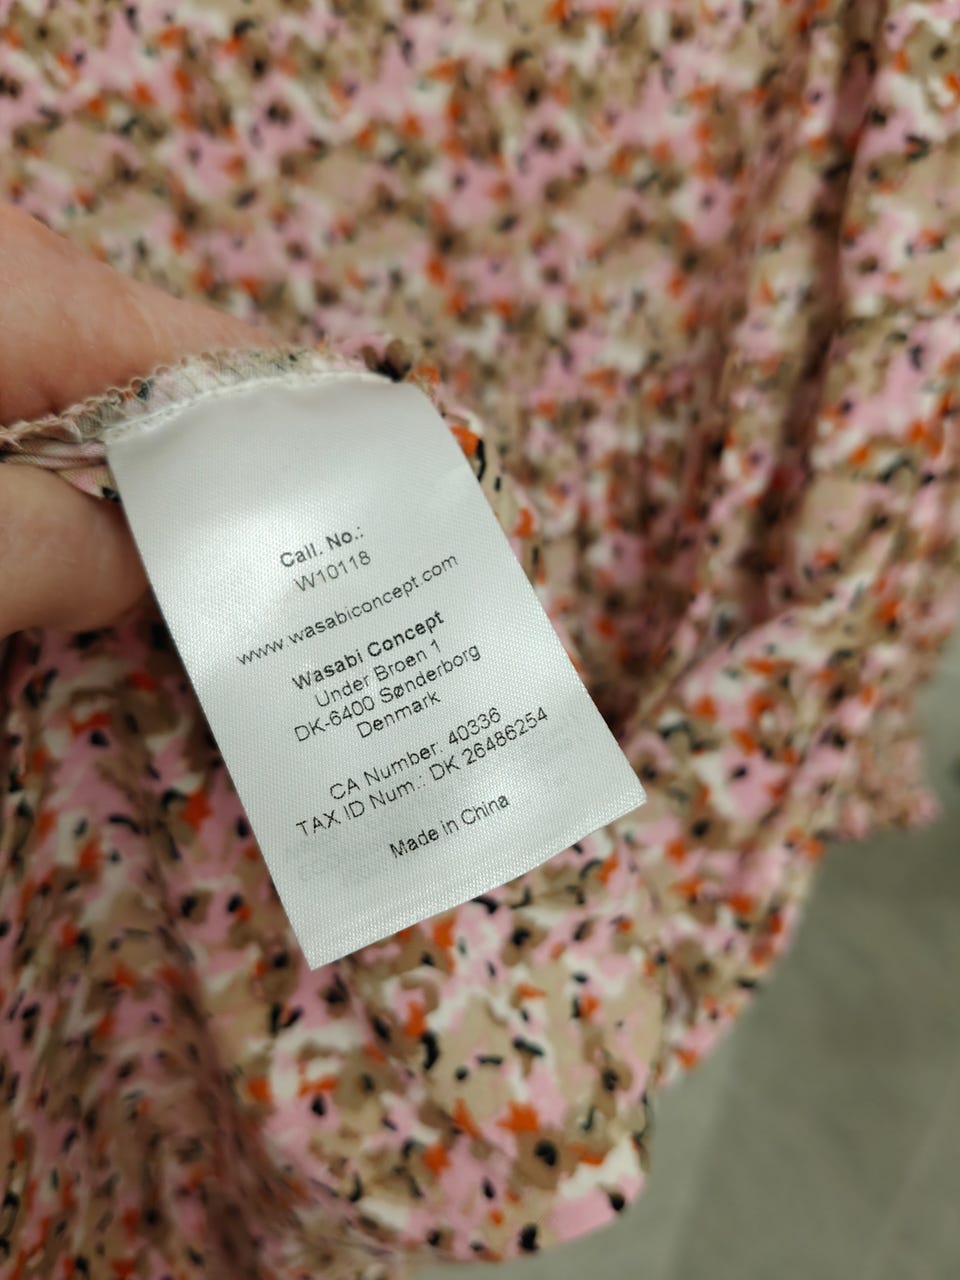 Call. No.:
W10118
www.wasabiconcept.com
Wasabi Concept
Under Broen 1
DK-6400 Sønderborg
Denmark
CA Number: 40336
TAX ID Num.: DK 26486254
Made in China